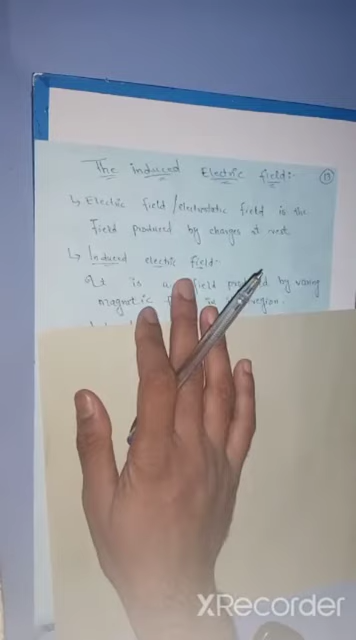 The induced Electric field:-
(13)
↳ Electric field/electrostatic field is the
field produced by charges at rest
↳ Induced electric field:-
It is a field produced by varying
magnetic in region.
XRecorder